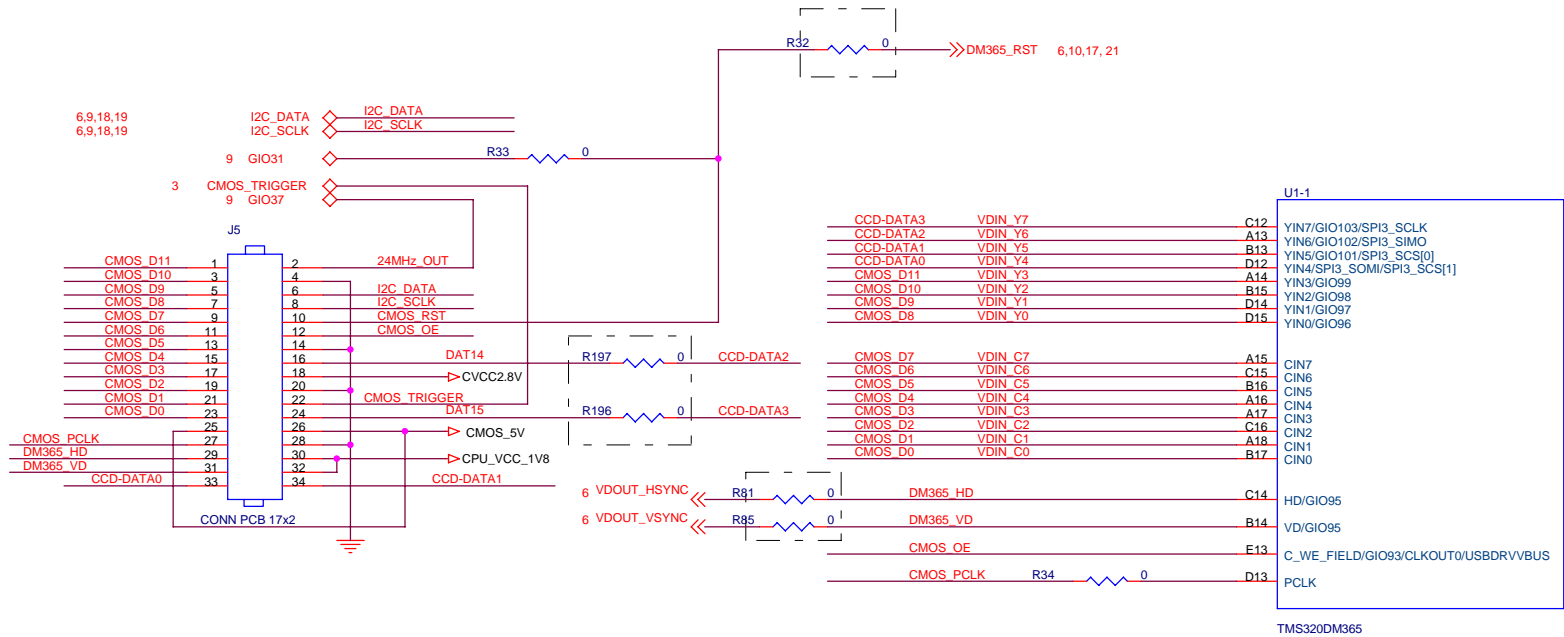 R32 0
DM365_RST 6,10,17, 21
6,9,18,19 I2C_DATA I2C_DATA
6,9,18,19 I2C_SCLK I2C_SCLK
9 GIO31 R33 0
3 CMOS_TRIGGER
9 GIO37
J5
CMOS_D11 1 2 24MHz_OUT
CMOS_D10 3 4
CMOS_D9 5 6 I2C_DATA
CMOS_D8 7 8 I2C_SCLK
CMOS_D7 9 10 CMOS_RST
CMOS_D6 11 12 CMOS_OE
CMOS_D5 13 14
CMOS_D4 15 16 DAT14 R197 0 CCD-DATA2
CMOS_D3 17 18 CVCC2.8V
CMOS_D2 19 20
CMOS_D1 21 22 CMOS_TRIGGER
CMOS_D0 23 24 DAT15 R196 0 CCD-DATA3
25 26 CMOS_5V
CMOS_PCLK 27 28
DM365_HD 29 30 CPU_VCC_1V8
DM365_VD 31 32
CCD-DATA0 33 34 CCD-DATA1
CONN PCB 17x2
U1-1
CCD-DATA3 VDIN_Y7 C12 YIN7/GIO103/SPI3_SCLK
CCD-DATA2 VDIN_Y6 A13 YIN6/GIO102/SPI3_SIMO
CCD-DATA1 VDIN_Y5 B13 YIN5/GIO101/SPI3_SCS[0]
CCD-DATA0 VDIN_Y4 D12 YIN4/SPI3_SOMI/SPI3_SCS[1]
CMOS_D11 VDIN_Y3 A14 YIN3/GIO99
CMOS_D10 VDIN_Y2 B15 YIN2/GIO98
CMOS_D9 VDIN_Y1 D14 YIN1/GIO97
CMOS_D8 VDIN_Y0 D15 YIN0/GIO96
CMOS_D7 VDIN_C7 A15 CIN7
CMOS_D6 VDIN_C6 C15 CIN6
CMOS_D5 VDIN_C5 B16 CIN5
CMOS_D4 VDIN_C4 A16 CIN4
CMOS_D3 VDIN_C3 A17 CIN3
CMOS_D2 VDIN_C2 C16 CIN2
CMOS_D1 VDIN_C1 A18 CIN1
CMOS_D0 VDIN_C0 B17 CIN0
6 VDOUT_HSYNC R81 0 DM365_HD C14 HD/GIO95
6 VDOUT_VSYNC R85 0 DM365_VD B14 VD/GIO95
CMOS_OE E13 C_WE_FIELD/GIO93/CLKOUT0/USBDRVVBUS
CMOS_PCLK R34 0 D13 PCLK
TMS320DM365